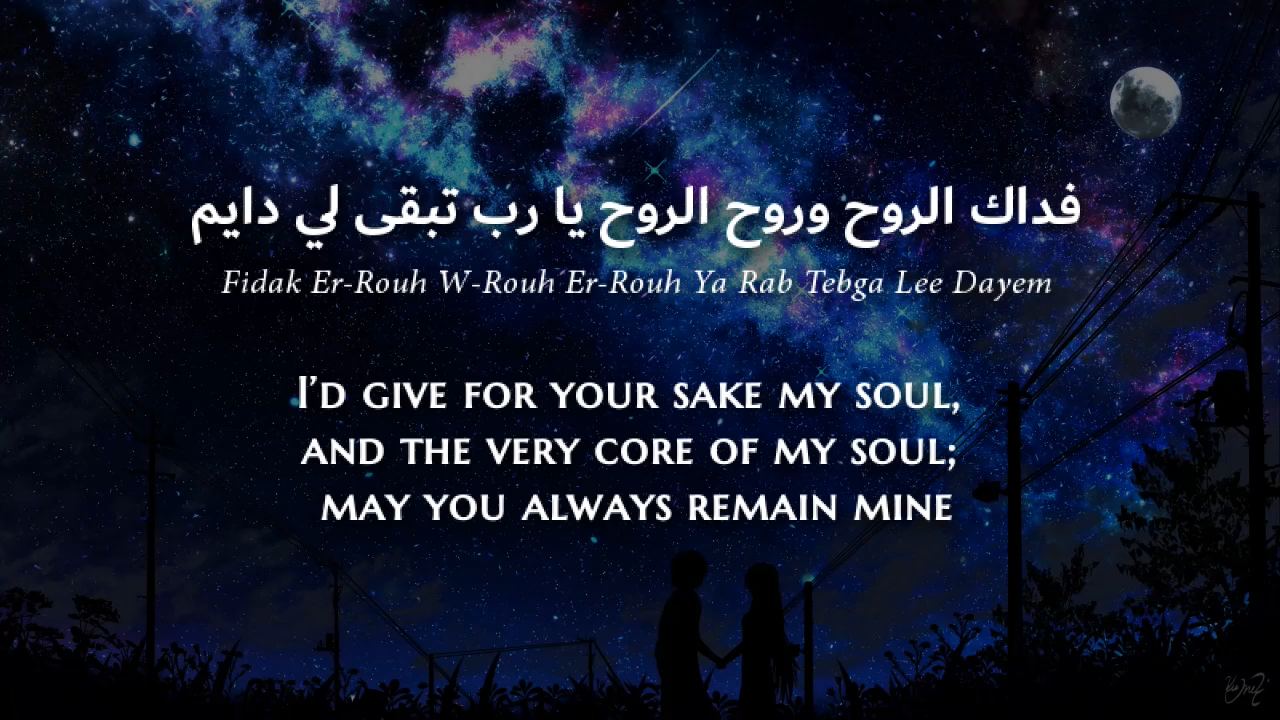 فداك الروح وروح الروح يا رب تبقى لي دايم
Fidak Er-Rouh W-Rouh Er-Rouh Ya Rab Tebga Lee Dayem
I'D GIVE FOR YOUR SAKE MY SOUL,
AND THE VERY CORE OF MY SOUL;
MAY YOU ALWAYS REMAIN MINE